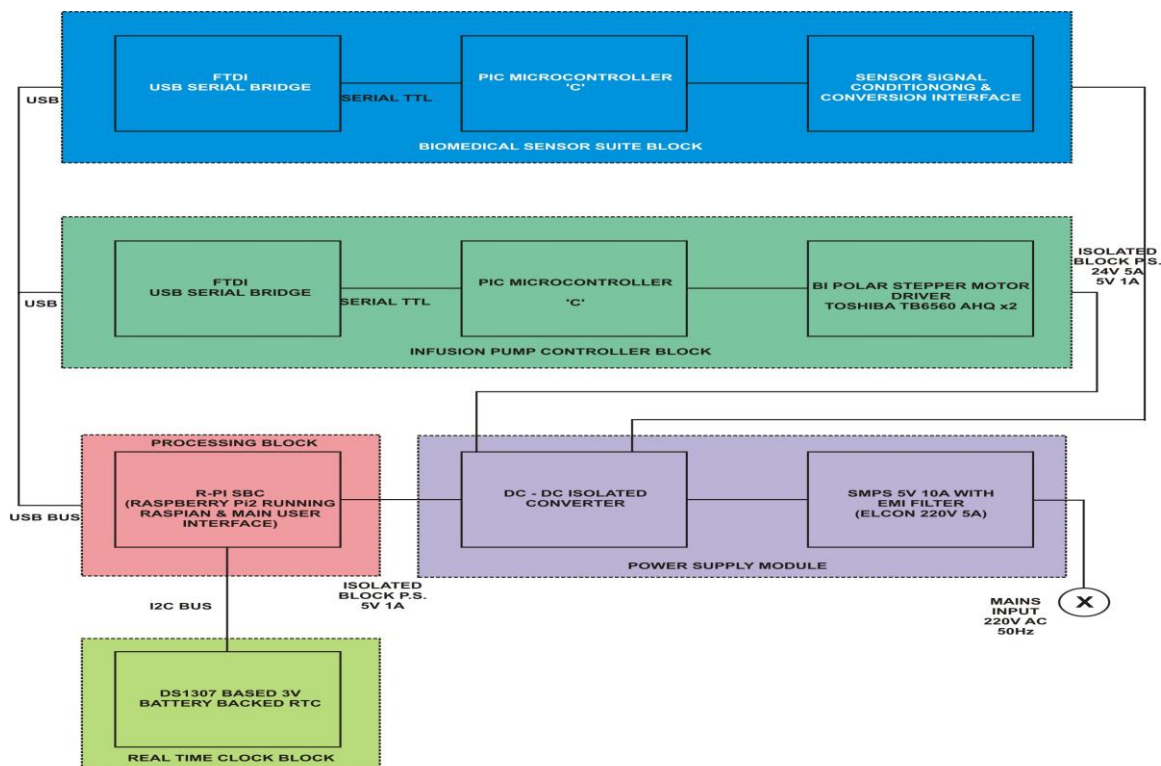 FTDI
USB SERIAL BRIDGE
SERIAL TTL
PIC MICROCONTROLLER
'C'
SENSOR SiGNAL
CONDITIONONG &
CONVERSION INTERFACE
USB
BIOMEDICAL SENSOR SUITE BLOCK
FTDI
USB SERIAL BRIDGE
SERIAL TTL
PIC MICROCONTROLLER
'C'
BI POLAR STEPPER MOTOR
DRIVER
TOSHIBA TB6560 AHQ x2
USB
INFUSION PUMP CONTROLLER BLOCK
ISOLATED
BLOCK P.S.
24V 5A
5V 1A
PROCESSING BLOCK
R-PI SBC
(RASPBERRY Pi2 RUNNING
RASPIAN & MAIN USER
INTERFACE)
USB BUS
DC - DC ISOLATED
CONVERTER
SMPS 5V 10A WITH
EMI FILTER
(ELCON 220V 5A)
POWER SUPPLY MODULE
ISOLATED
BLOCK P.S.
5V 1A
MAINS
INPUT
220V AC
50Hz
X
I2C BUS
DS1307 BASED 3V
BATTERY BACKED RTC
REAL TIME CLOCK BLOCK